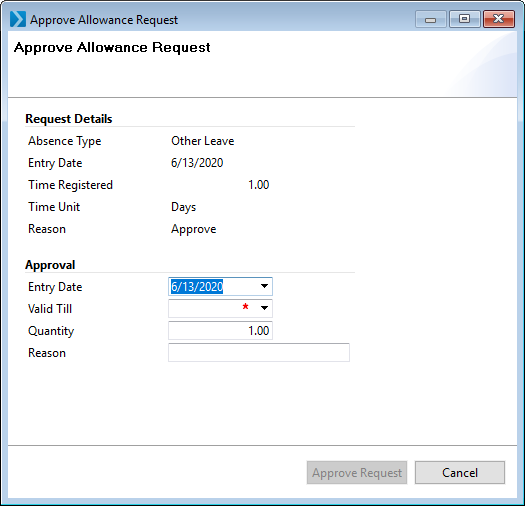 Approve Allowance Request
Approve Allowance Request
Request Details
Absence Type Other Leave
Entry Date 6/13/2020
Time Registered 1.00
Time Unit Days
Reason Approve
Approval
Entry Date 6/13/2020
Valid Till *
Quantity 1.00
Reason
Approve Request Cancel